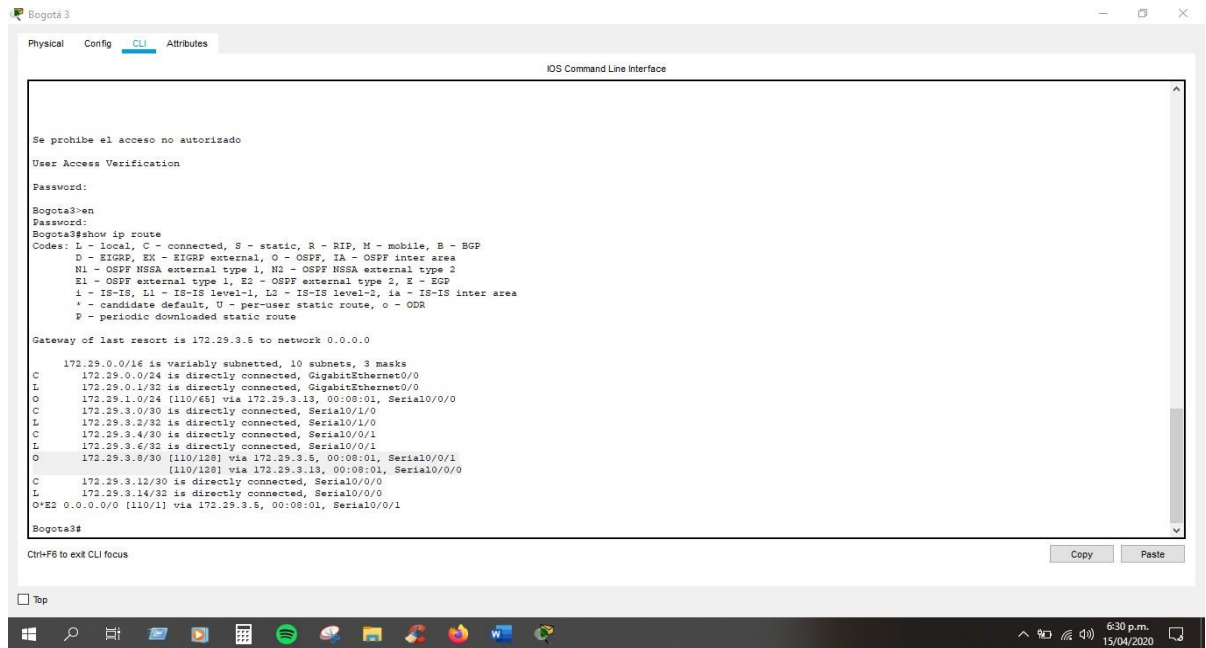 Bogotá 3
Physical Config CLI Attributes
IOS Command Line Interface
Se prohibe el acceso no autorizado
User Access Verification
Password:
Bogota3>en
Password:
Bogota3#show ip route
Codes: L - local, C - connected, S - static, R - RIP, M - mobile, B - BGP
D - EIGRP, EX - EIGRP external, O - OSPF, IA - OSPF inter area
N1 - OSPF NSSA external type 1, N2 - OSPF NSSA external type 2
E1 - OSPF external type 1, E2 - OSPF external type 2, E - EGP
i - IS-IS, L1 - IS-IS level-1, L2 - IS-IS level-2, ia - IS-IS inter area
* - candidate default, U - per-user static route, o - ODR
P - periodic downloaded static route
Gateway of last resort is 172.29.3.5 to network 0.0.0.0
172.29.0.0/16 is variably subnetted, 10 subnets, 3 masks
C 172.29.0.0/24 is directly connected, GigabitEthernet0/0
L 172.29.0.1/32 is directly connected, GigabitEthernet0/0
O 172.29.1.0/24 [110/65] via 172.29.3.13, 00:08:01, Serial0/0/0
C 172.29.3.0/30 is directly connected, Serial0/1/0
L 172.29.3.2/32 is directly connected, Serial0/1/0
C 172.29.3.4/30 is directly connected, Serial0/0/1
L 172.29.3.6/32 is directly connected, Serial0/0/1
O 172.29.3.8/30 [110/128] via 172.29.3.5, 00:08:01, Serial0/0/1
[110/128] via 172.29.3.13, 00:08:01, Serial0/0/0
C 172.29.3.12/30 is directly connected, Serial0/0/0
L 172.29.3.14/32 is directly connected, Serial0/0/0
O*E2 0.0.0.0/0 [110/1] via 172.29.3.5, 00:08:01, Serial0/0/1
Bogota3#
Ctrl+F6 to exit CLI focus
Copy Paste
Top
6:30 p.m.
15/04/2020